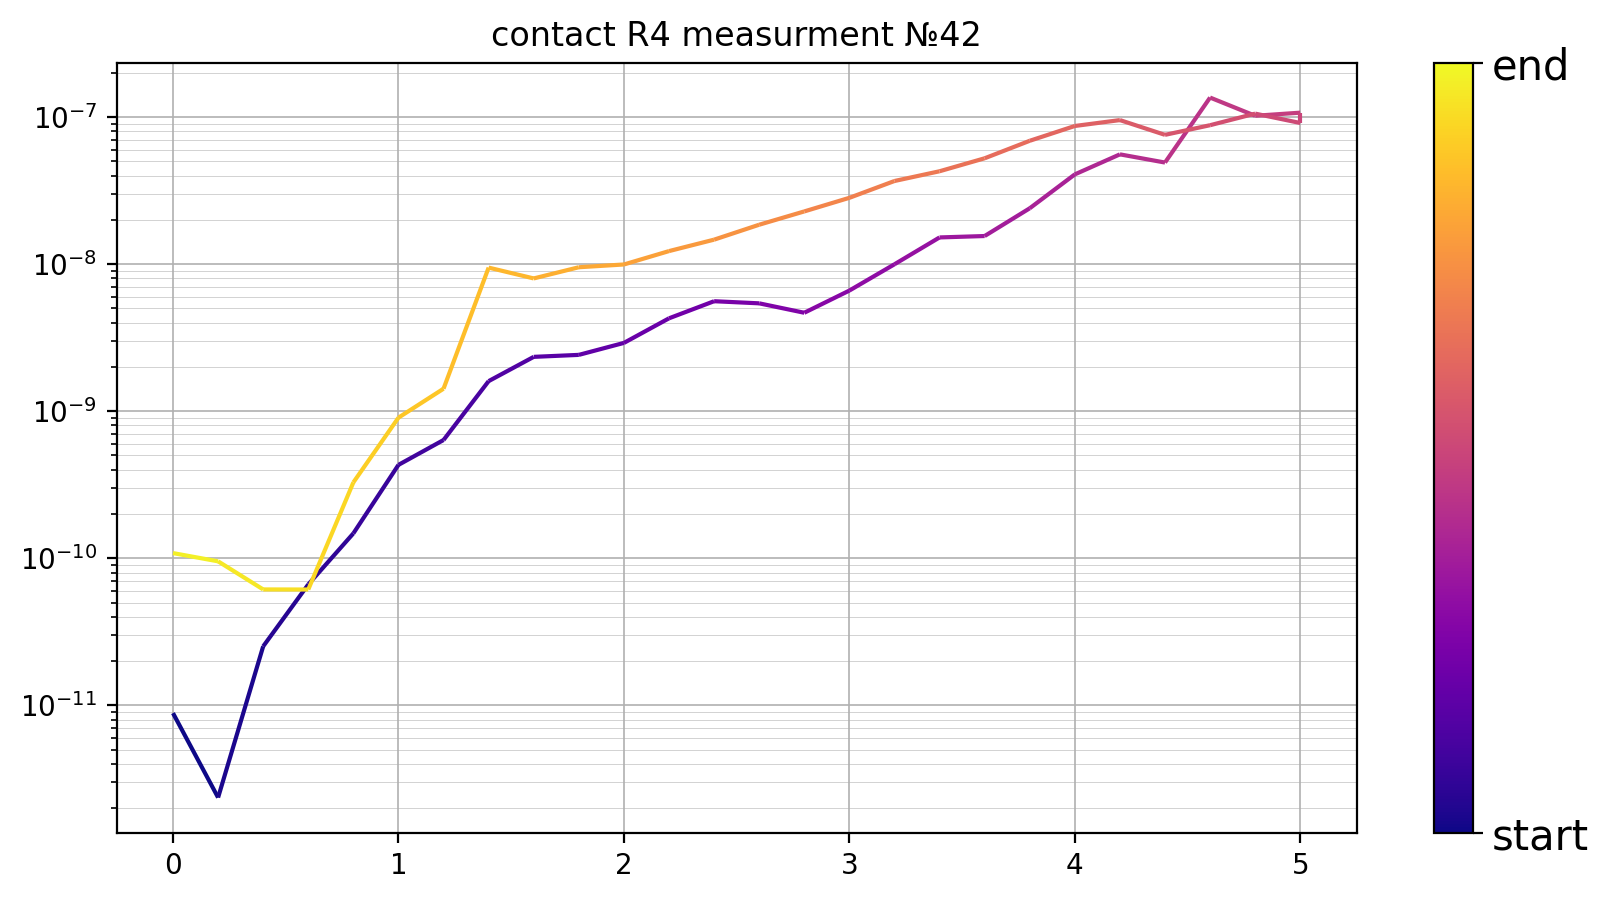 contact R4 measurment №42
10⁻⁷
10⁻⁸
10⁻⁹
10⁻¹⁰
10⁻¹¹
0 1 2 3 4 5
end
start